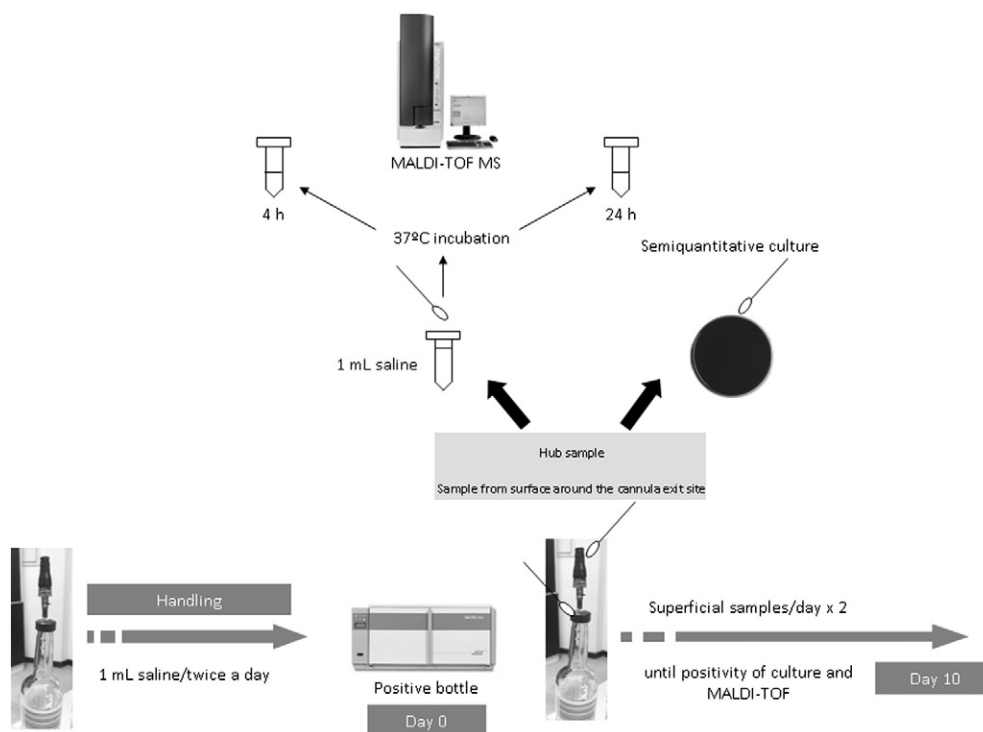 MALDI-TOF MS
4 h
24 h
37ºC incubation
Semiquantitative culture
1 mL saline
Hub sample
Sample from surface around the cannula exit site
Handling
1 mL saline/twice a day
Positive bottle
Day 0
Superficial samples/day x 2
until positivity of culture and
MALDI-TOF
Day 10